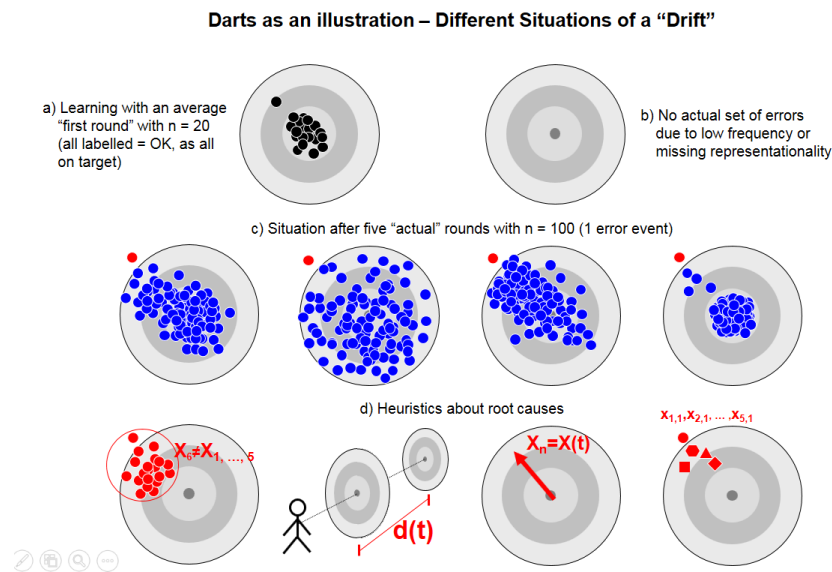 Darts as an illustration – Different Situations of a “Drift”
a) Learning with an average
“first round” with n = 20
(all labelled = OK, as all
on target)
b) No actual set of errors
due to low frequency or
missing representationality
c) Situation after five “actual” rounds with n = 100 (1 error event)
d) Heuristics about root causes
X6≠X1, ..., 5
d(t)
Xn=X(t)
x1,1,x2,1, ... ,x5,1